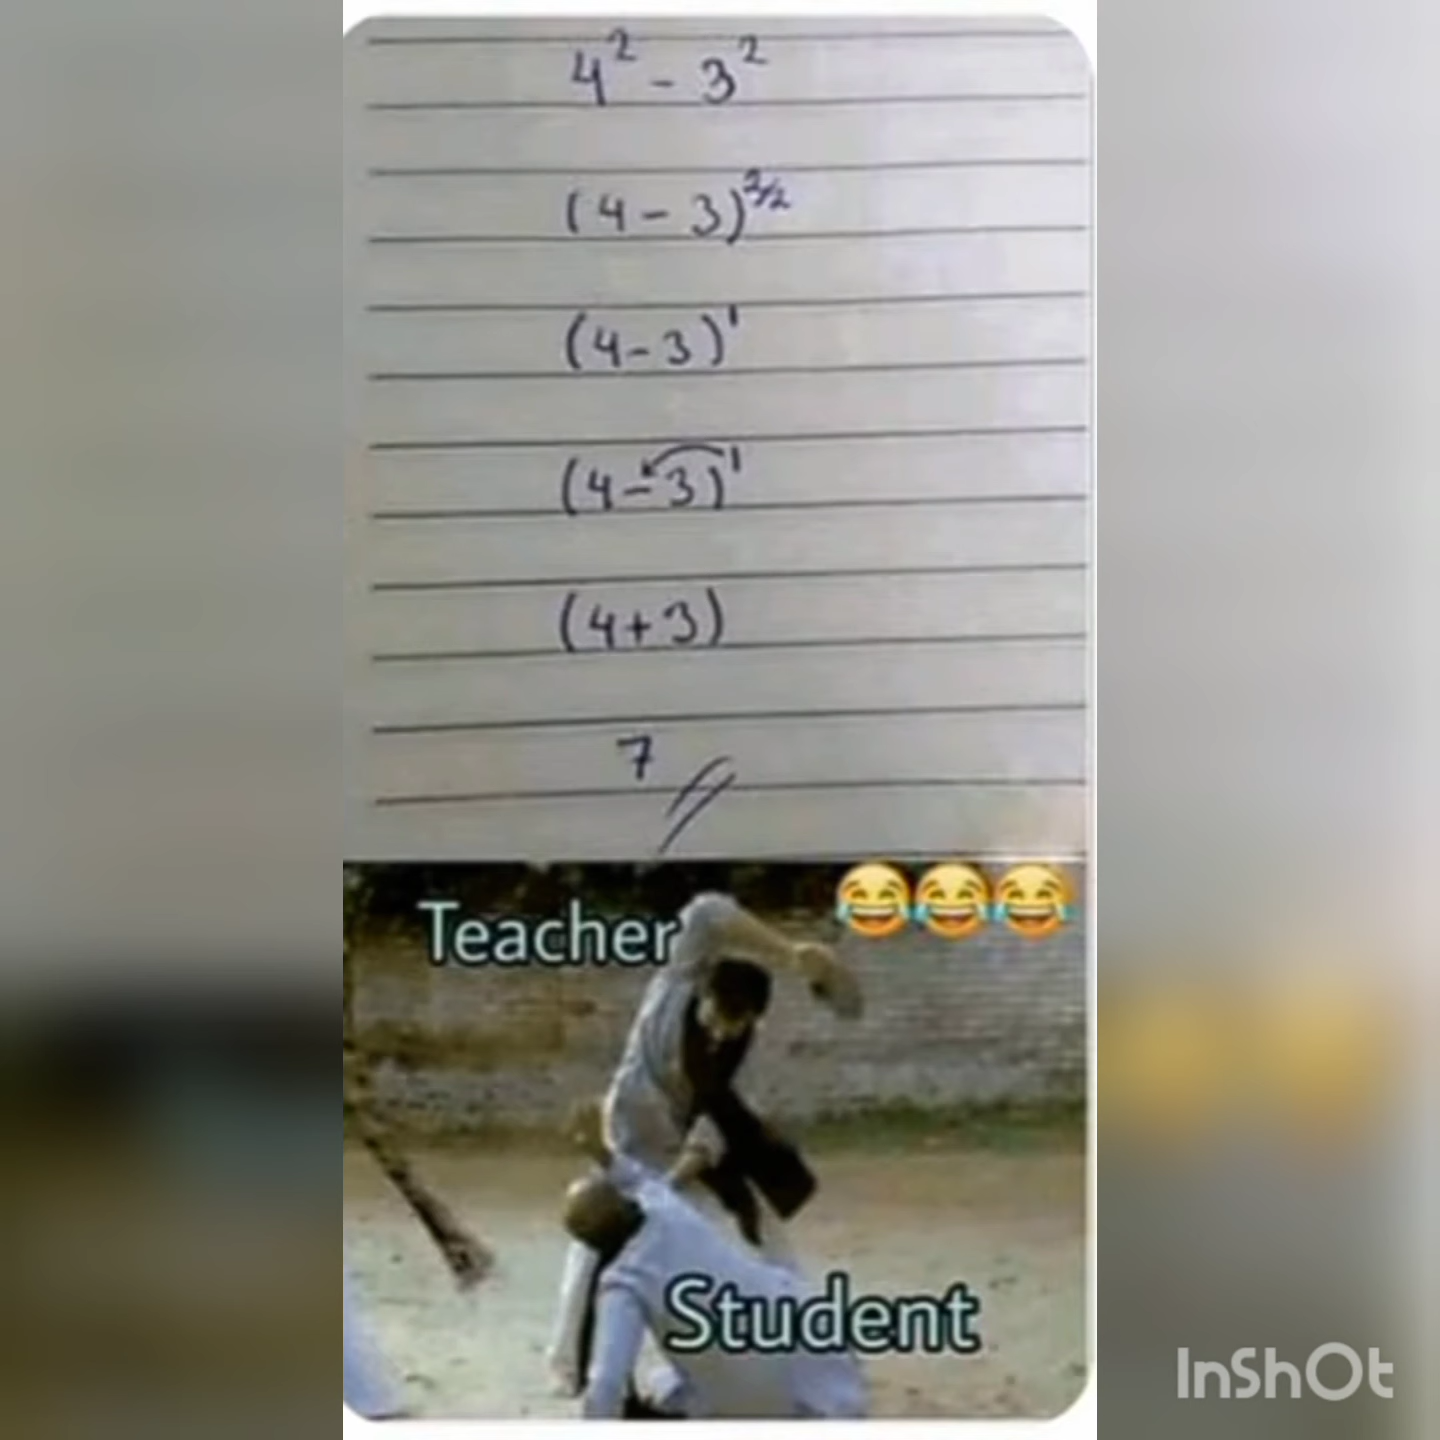 4² - 3²
(4 - 3)^2/2
(4 - 3)^1
(4 - 3)^1
(4 + 3)
7
Teacher 😂😂😂
Student
InShOt